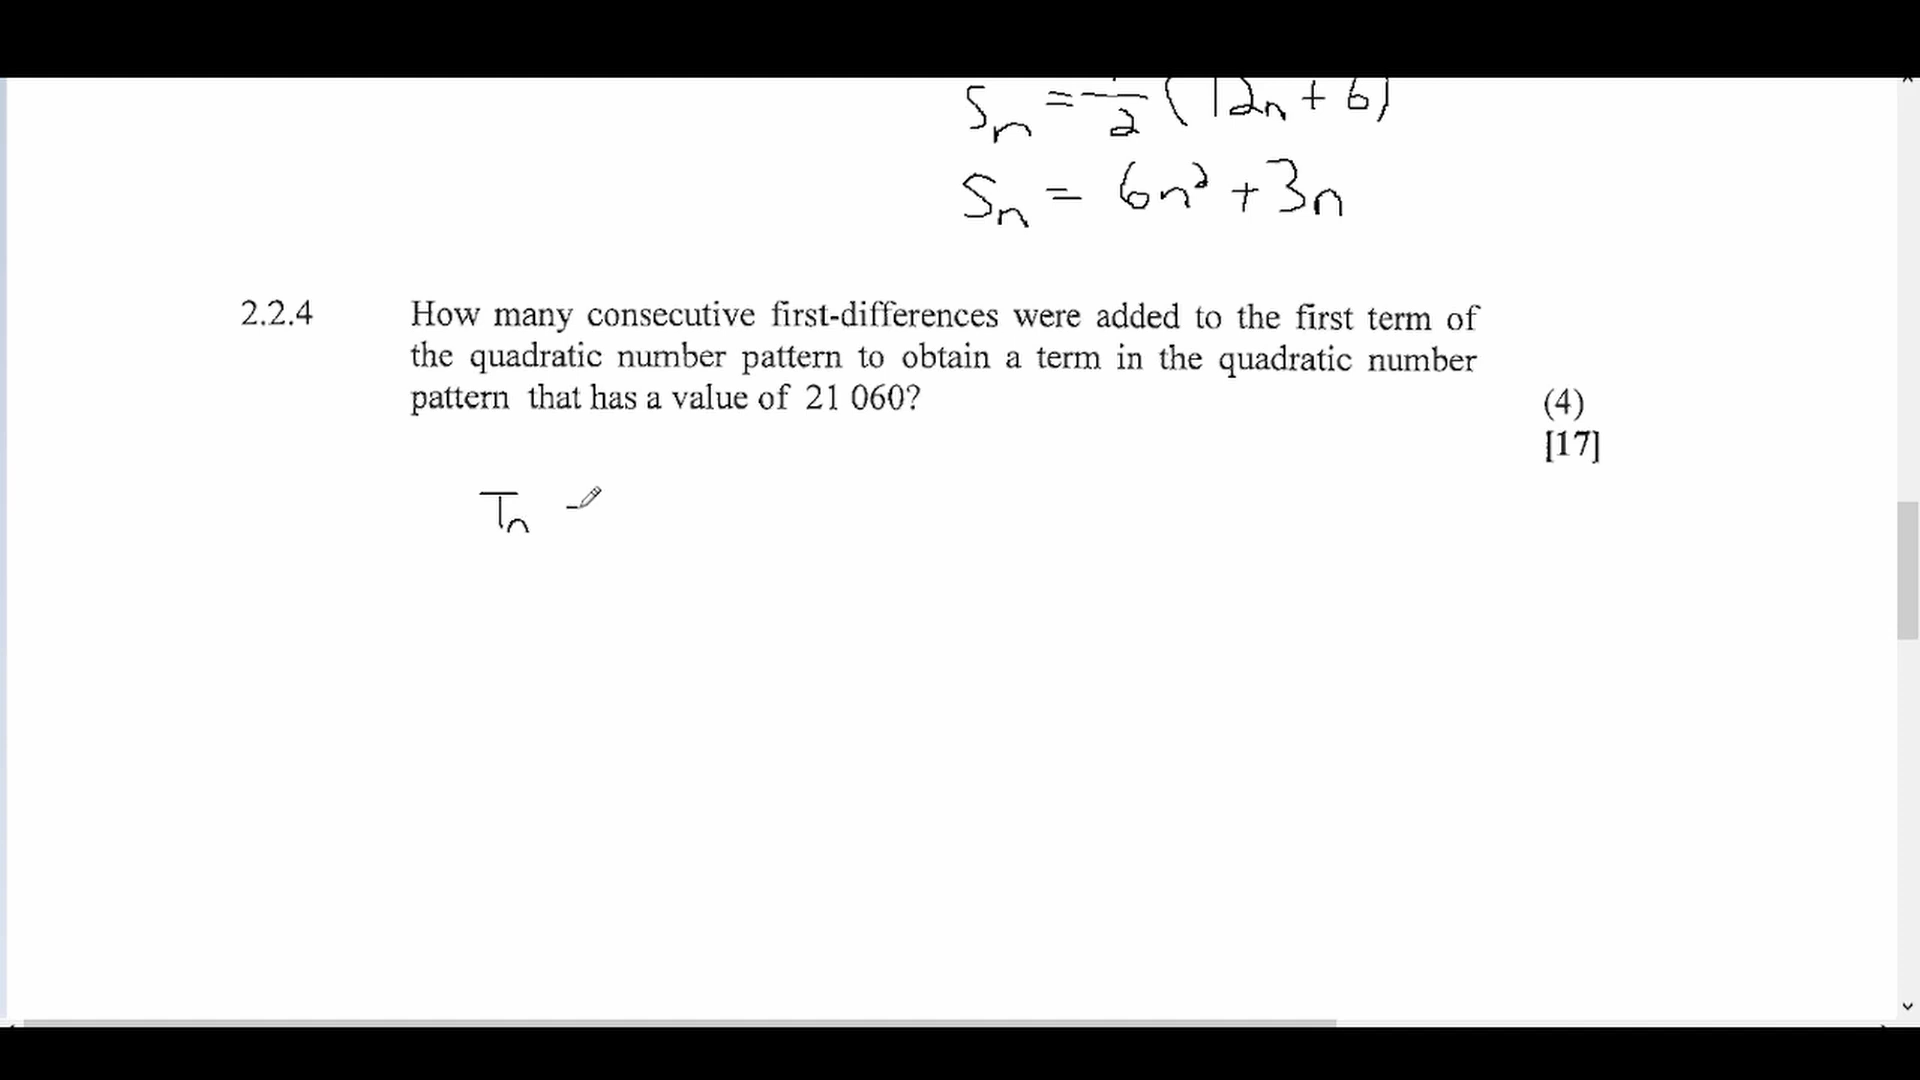 Sn = — 2 (12n + 6)
Sn = 6n² + 3n
2.2.4 How many consecutive first-differences were added to the first term of
the quadratic number pattern to obtain a term in the quadratic number
pattern that has a value of 21 060? (4)
[17]
Tn -